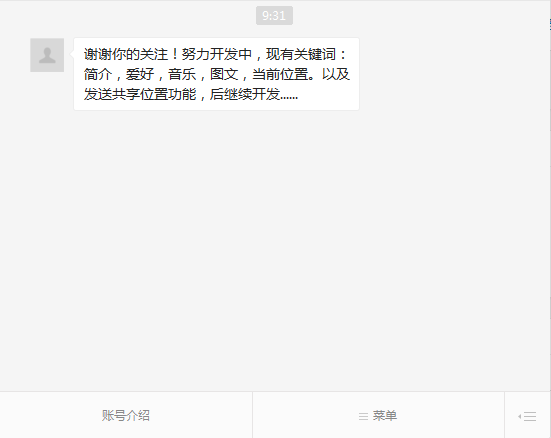 9:31
谢谢你的关注！努力开发中，现有关键词：
简介，爱好，音乐，图文，当前位置。以及
发送共享位置功能，后继续开发......
账号介绍
菜单